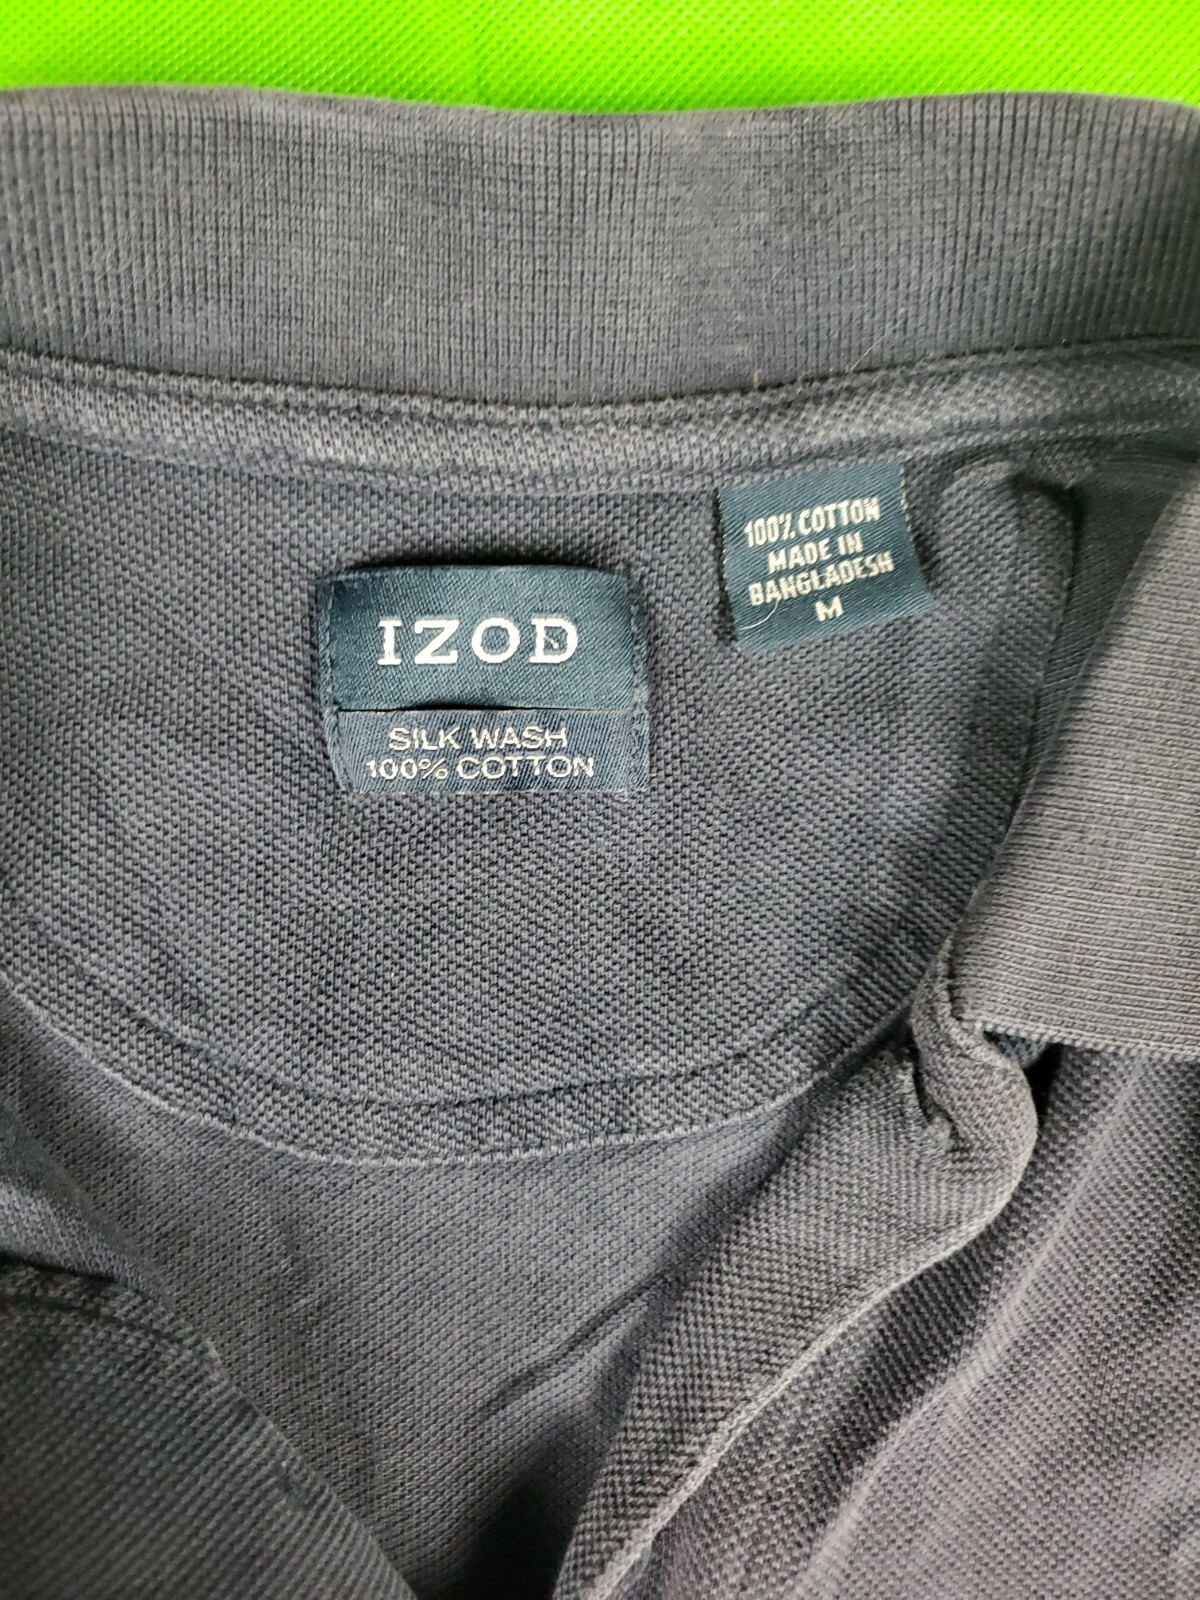 IZOD
SILK WASH
100% COTTON
100% COTTON
MADE IN
BANGLADESH
M